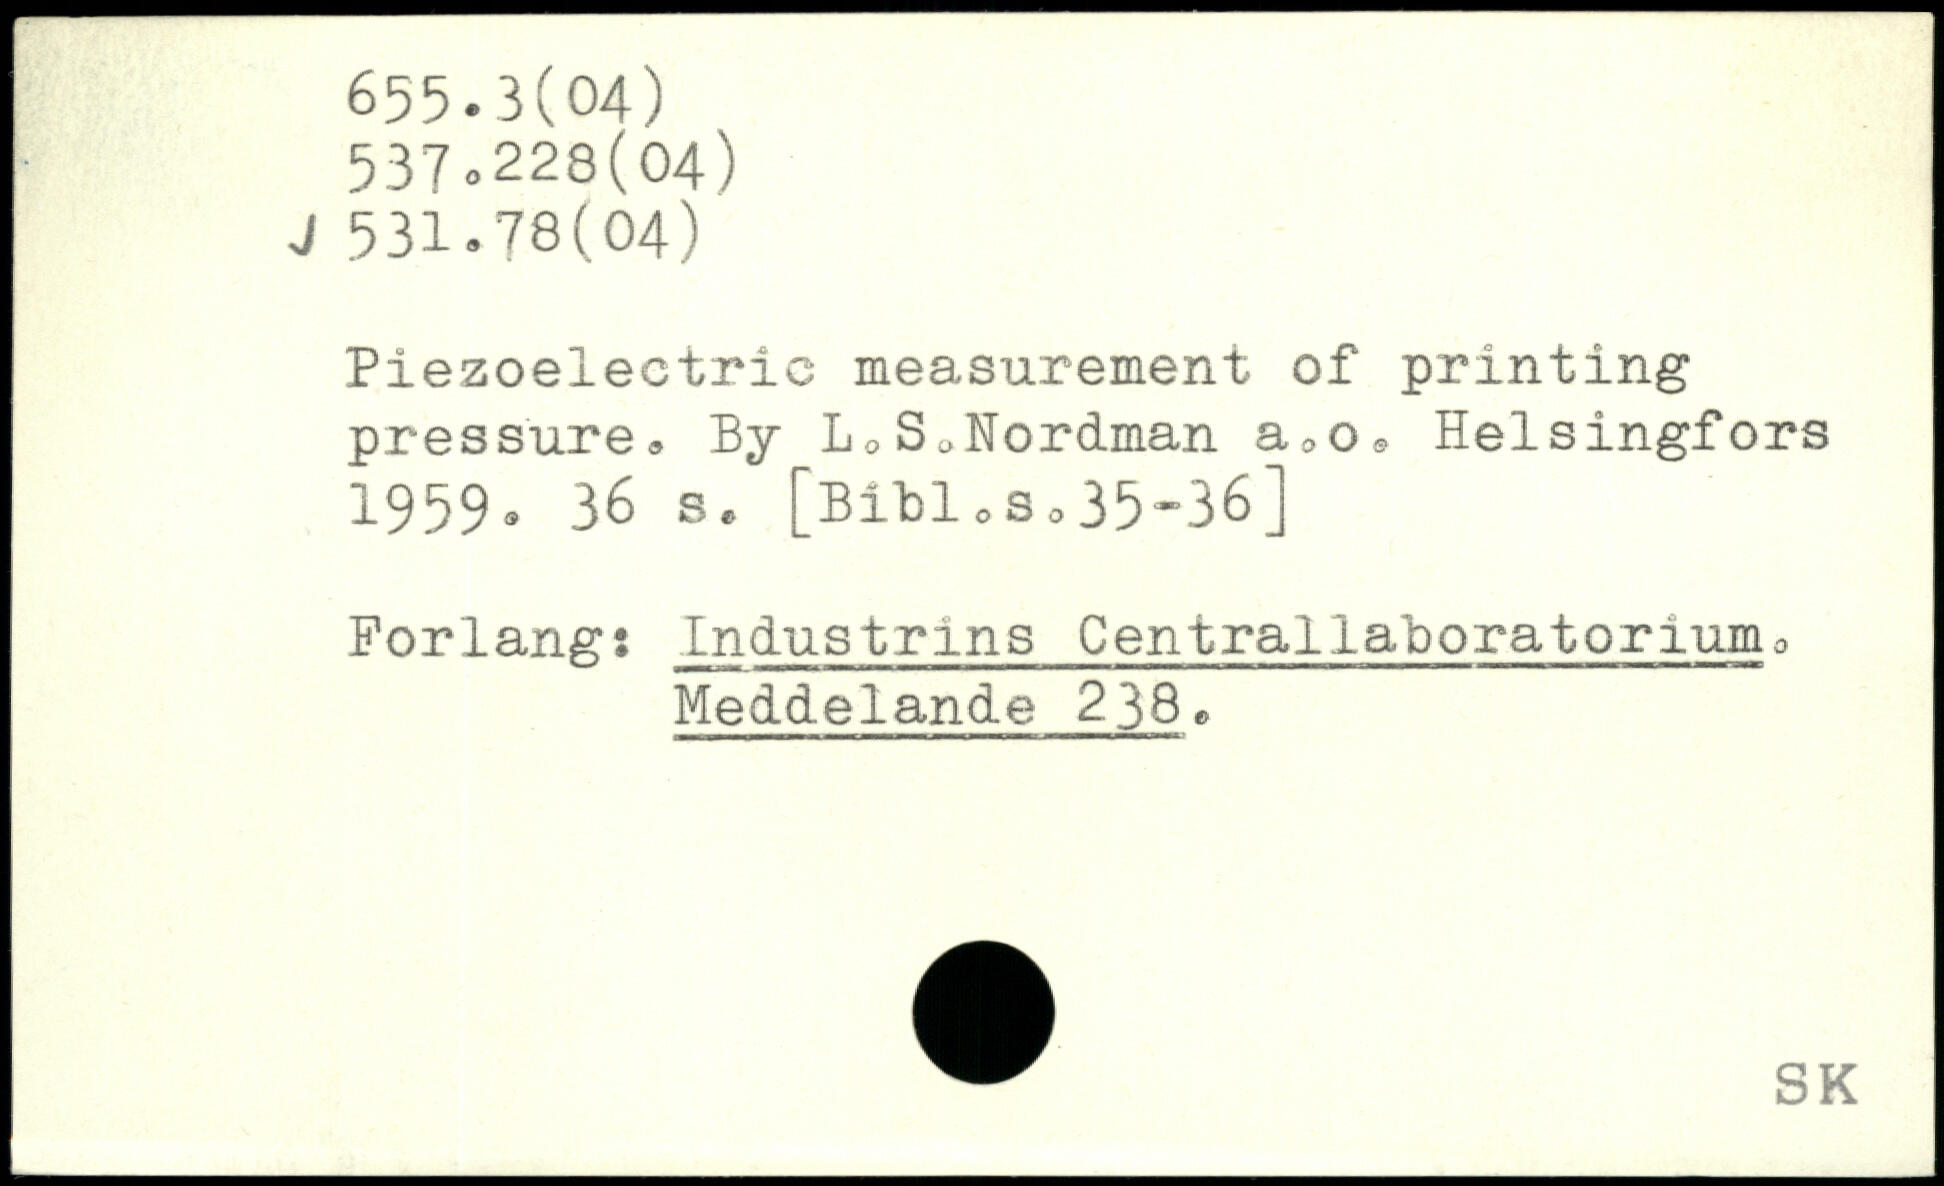 655.3(04)
537.228(04)
✓ 531.78(04)
Piezoelectric measurement of printing
pressure. By L.S.Nordman a.o. Helsingfors
1959. 36 s. [Bibl.s.35-36]
Forlang: Industrins Centrallaboratorium.
Meddelande 238.
SK